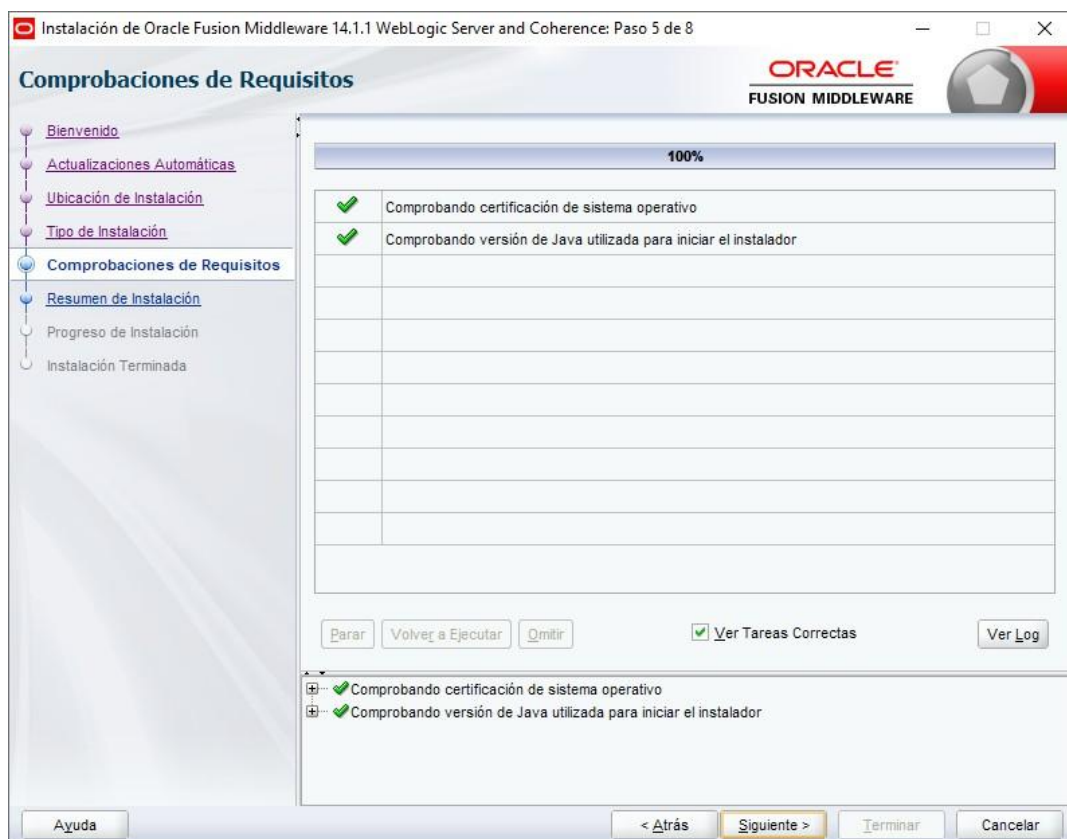 Instalación de Oracle Fusion Middleware 14.1.1 WebLogic Server and Coherence: Paso 5 de 8
Comprobaciones de Requisitos
ORACLE
FUSION MIDDLEWARE
Bienvenido
Actualizaciones Automáticas
Ubicación de Instalación
Tipo de Instalación
Comprobaciones de Requisitos
Resumen de Instalación
Progreso de Instalación
Instalación Terminada
100%
Comprobando certificación de sistema operativo
Comprobando versión de Java utilizada para iniciar el instalador
Parar Volver a Ejecutar Omitir Ver Tareas Correctas Ver Log
Comprobando certificación de sistema operativo
Comprobando versión de Java utilizada para iniciar el instalador
Ayuda < Atrás Siguiente > Terminar Cancelar